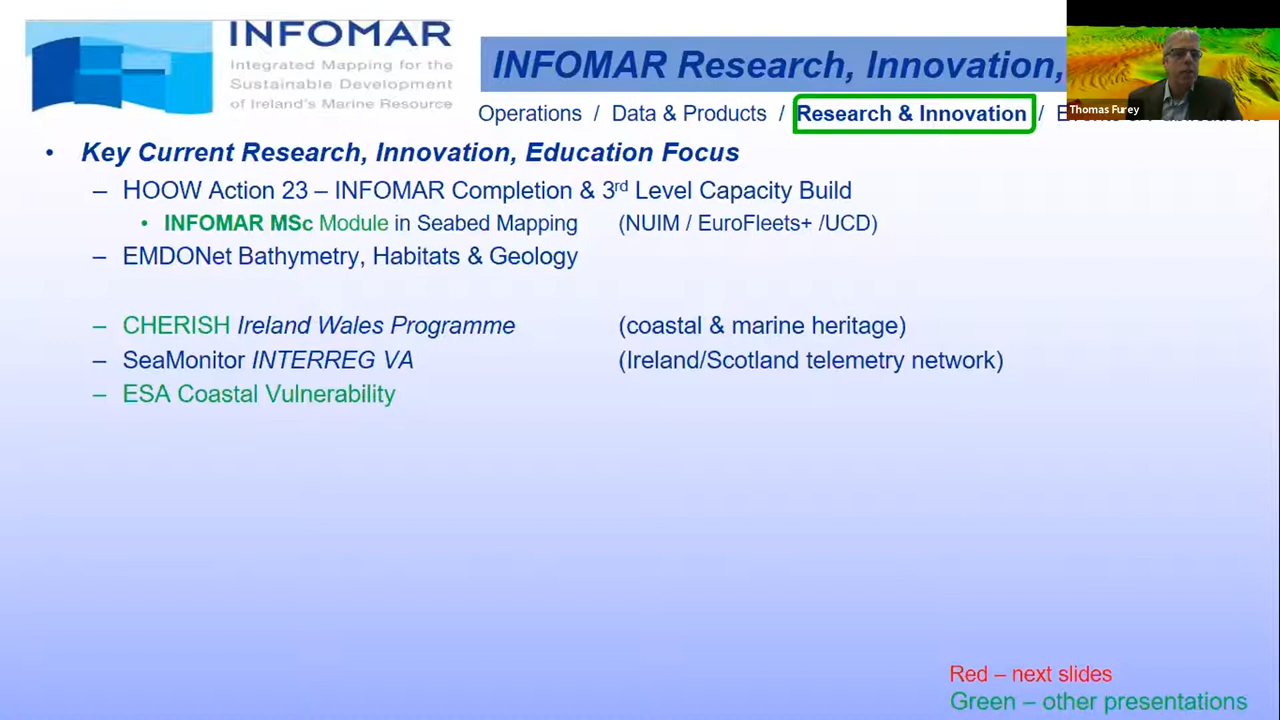 INFOMAR
Integrated Mapping for the
Sustainable Development
of Ireland's Marine Resource
INFOMAR Research, Innovation,
Thomas Furey
Operations / Data & Products / Research & Innovation /
• Key Current Research, Innovation, Education Focus
– HOOW Action 23 – INFOMAR Completion & 3rd Level Capacity Build
• INFOMAR MSc Module in Seabed Mapping (NUIM / EuroFleets+ /UCD)
– EMDONet Bathymetry, Habitats & Geology
– CHERISH Ireland Wales Programme (coastal & marine heritage)
– SeaMonitor INTERREG VA (Ireland/Scotland telemetry network)
– ESA Coastal Vulnerability
Red – next slides
Green – other presentations